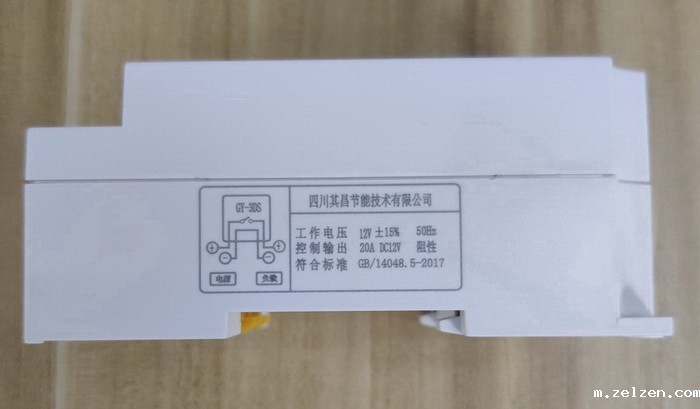 GY-3DS
电源
负载
四川其昌节能技术有限公司
工作电压 12V ±15% 50Hz
控制输出 20A DC12V 阻性
符合标准 GB/14048.5-2017
m.zelzen.com